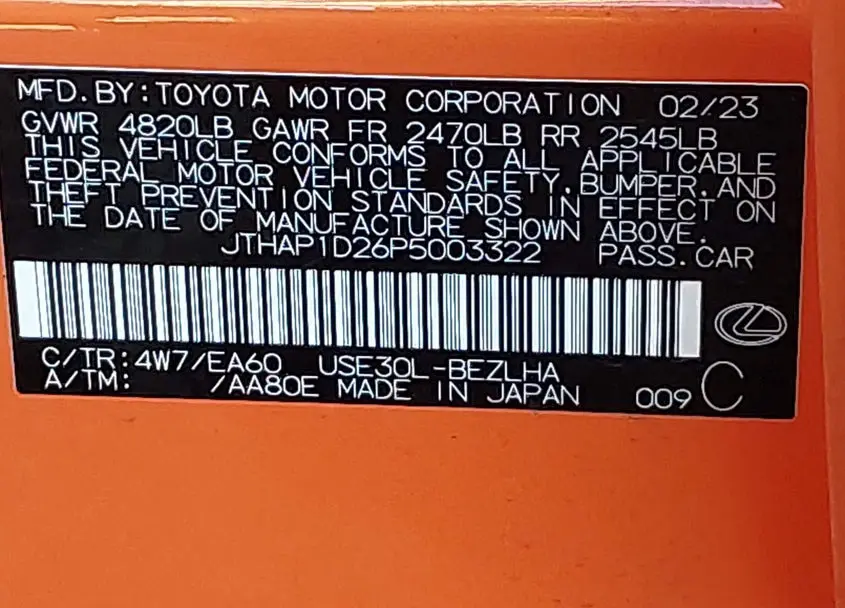 MFD. BY: TOYOTA MOTOR CORPORATION 02/23
GVWR 4820LB GAWR FR 2470LB RR 2545LB
THIS VEHICLE CONFORMS TO ALL APPLICABLE
FEDERAL MOTOR VEHICLE SAFETY, BUMPER, AND
THEFT PREVENTION STANDARDS IN EFFECT ON
THE DATE OF MANUFACTURE SHOWN ABOVE.
JTHAP1D26P5003322 PASS. CAR
C/TR: 4W7/EA60 USE30L-BEZLHA
A/TM: /AA80E MADE IN JAPAN 009 C